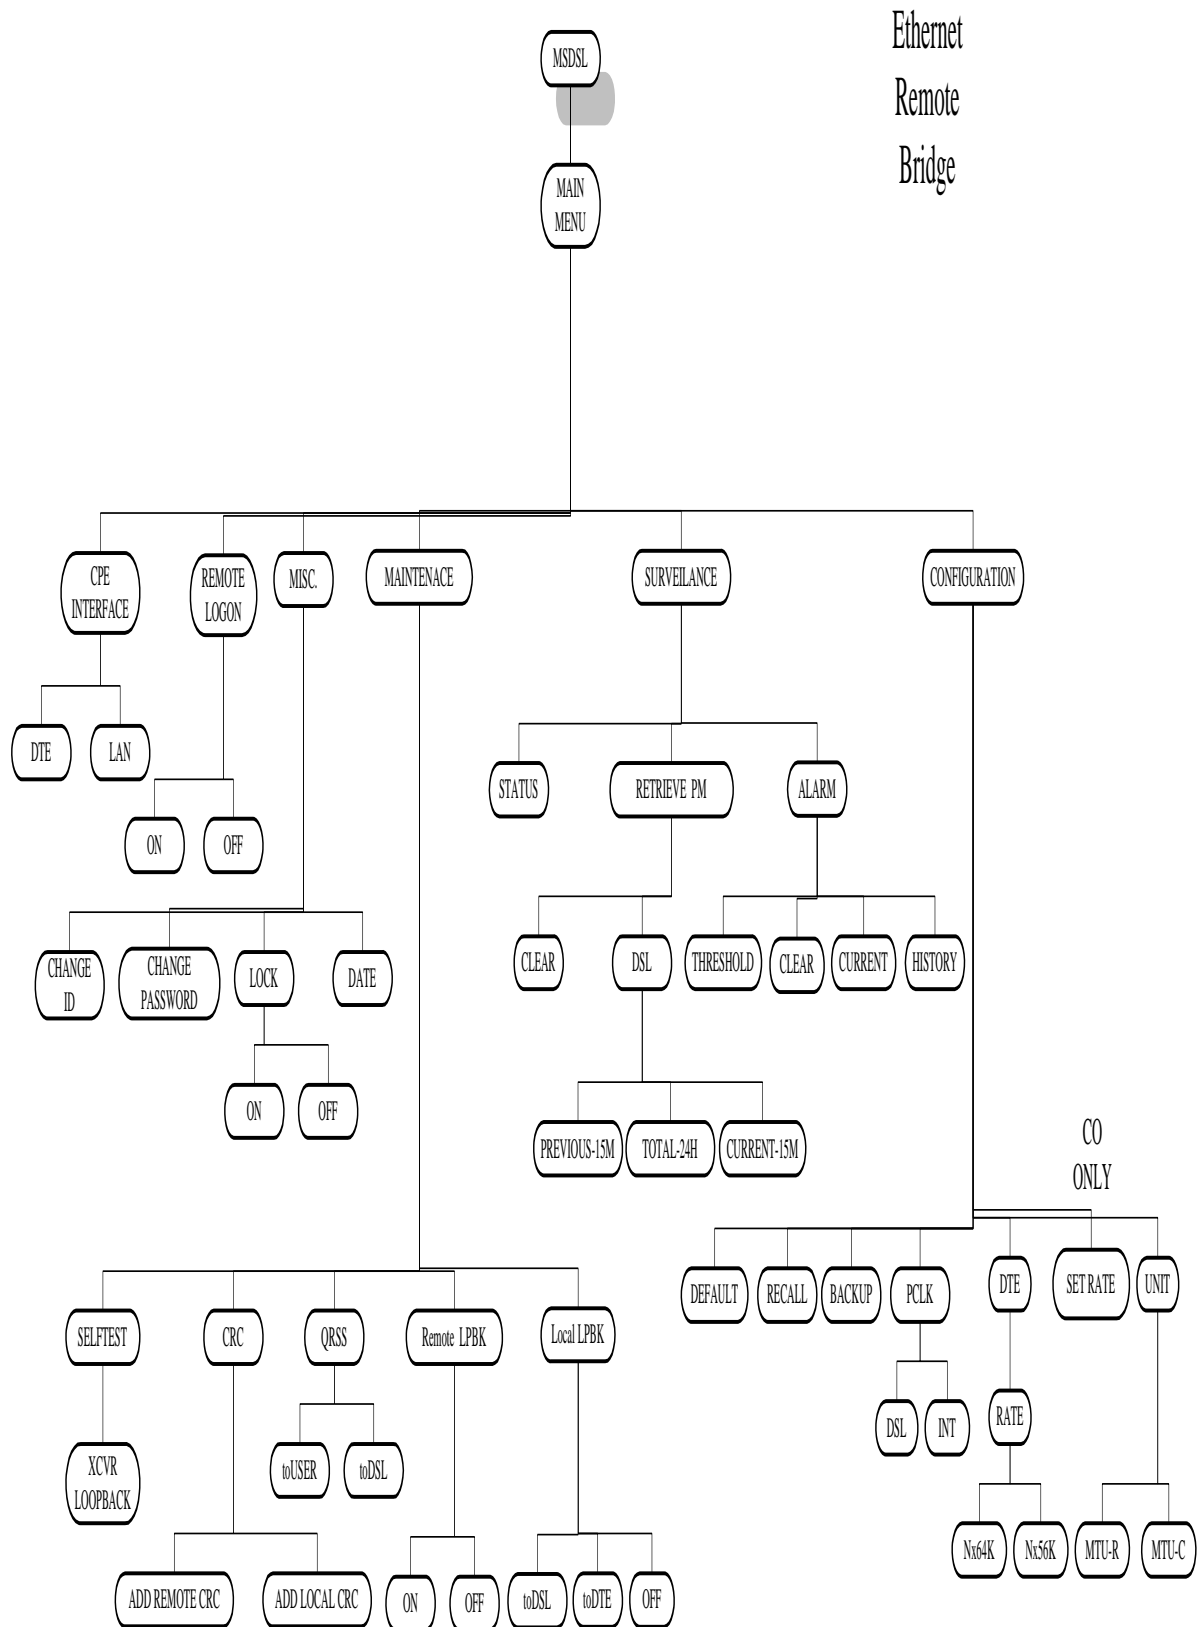 Ethernet
Remote
Bridge
MSDSL
MAIN
MENU
CPE
INTERFACE
REMOTE
LOGON
MISC.
MAINTENACE
SURVEILANCE
CONFIGURATION
DTE
LAN
STATUS
RETRIEVE PM
ALARM
ON
OFF
CHANGE
ID
CHANGE
PASSWORD
LOCK
DATE
CLEAR
DSL
THRESHOLD
CLEAR
CURRENT
HISTORY
ON
OFF
PREVIOUS-15M
TOTAL-24H
CURRENT-15M
CO
ONLY
DEFAULT
RECALL
BACKUP
PCLK
DTE
SET RATE
UNIT
SELFTEST
CRC
QRSS
Remote LPBK
Local LPBK
DSL
INT
RATE
XCVR
LOOPBACK
toUSER
toDSL
Nx64K
Nx56K
MTU-R
MTU-C
ADD REMOTE CRC
ADD LOCAL CRC
ON
OFF
toDSL
toDTE
OFF